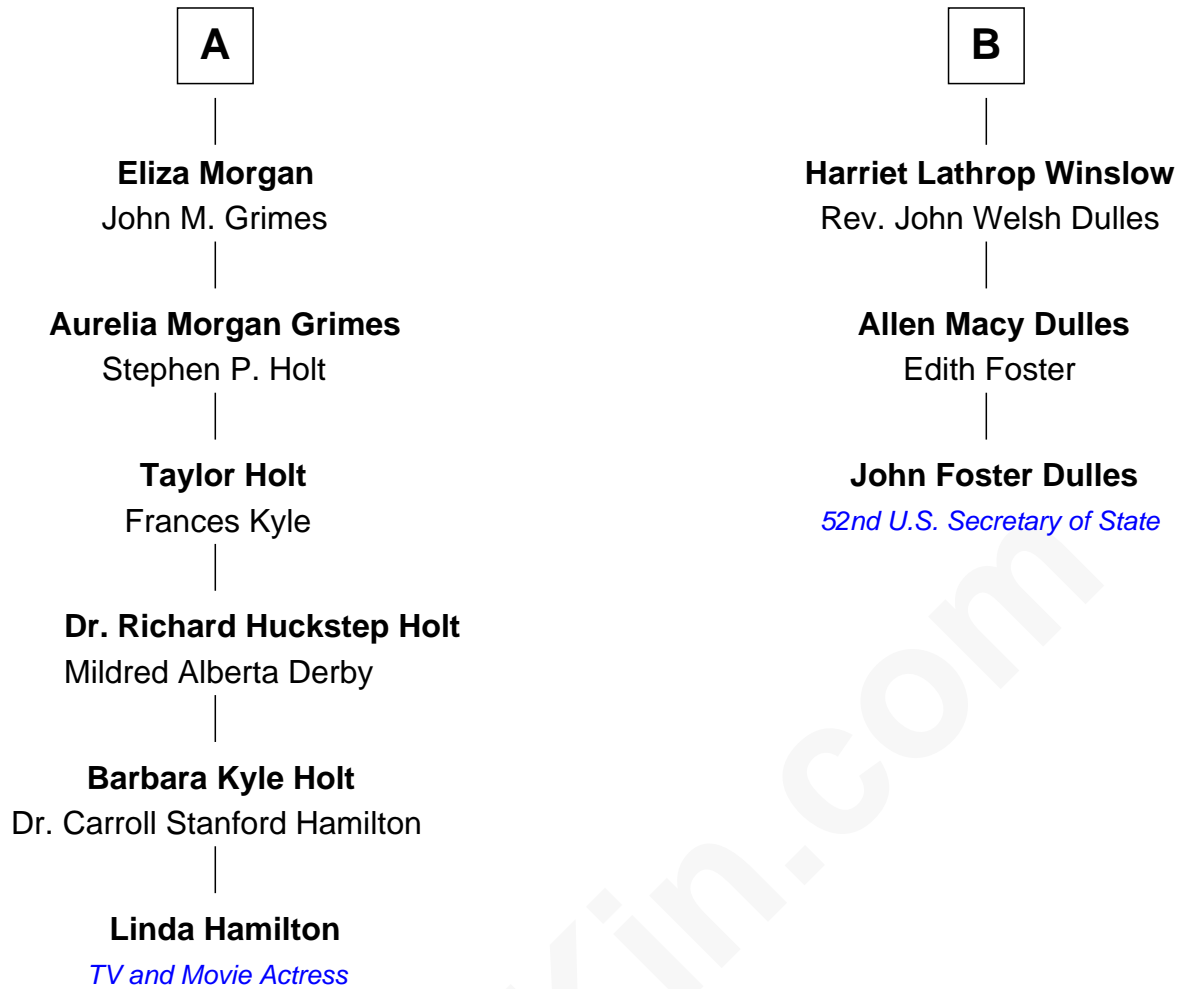 A
Eliza Morgan
John M. Grimes
Aurelia Morgan Grimes
Stephen P. Holt
Taylor Holt
Frances Kyle
Dr. Richard Huckstep Holt
Mildred Alberta Derby
Barbara Kyle Holt
Dr. Carroll Stanford Hamilton
Linda Hamilton
TV and Movie Actress
B
Harriet Lathrop Winslow
Rev. John Welsh Dulles
Allen Macy Dulles
Edith Foster
John Foster Dulles
52nd U.S. Secretary of State
Kin.com